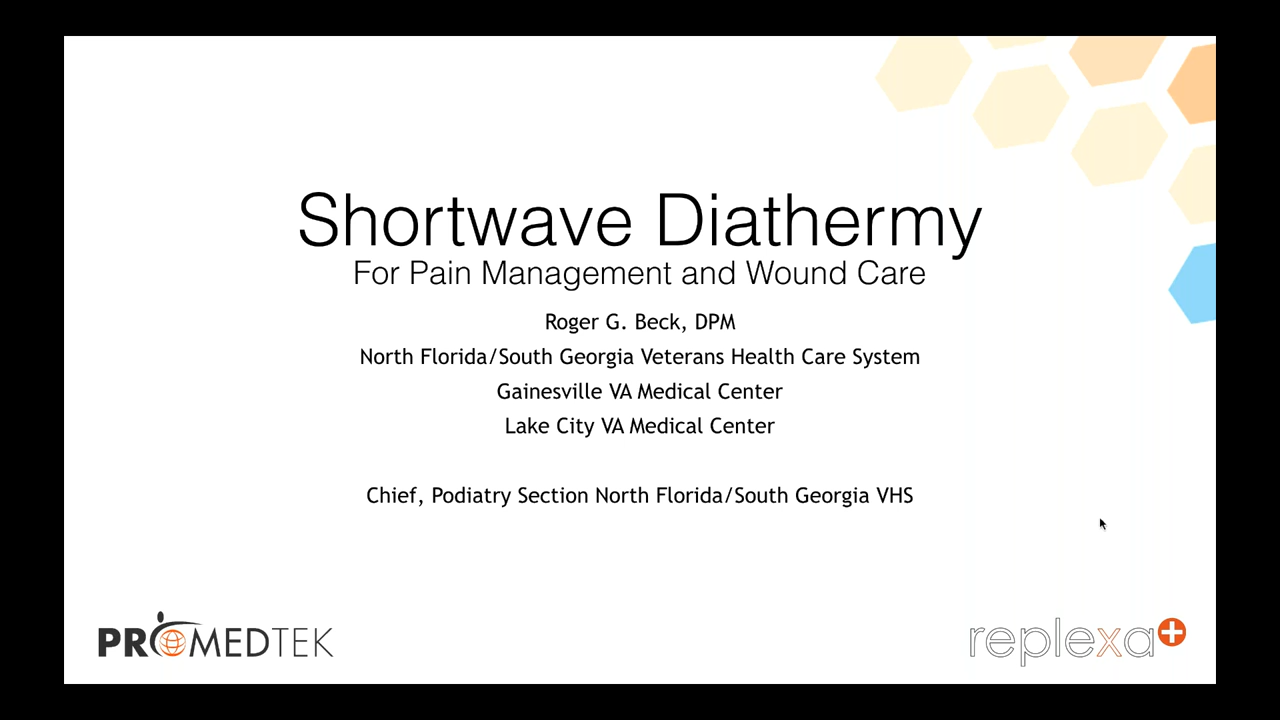 Shortwave Diathermy
For Pain Management and Wound Care
Roger G. Beck, DPM
North Florida/South Georgia Veterans Health Care System
Gainesville VA Medical Center
Lake City VA Medical Center
Chief, Podiatry Section North Florida/South Georgia VHS
PROMEDTEK
replexa+